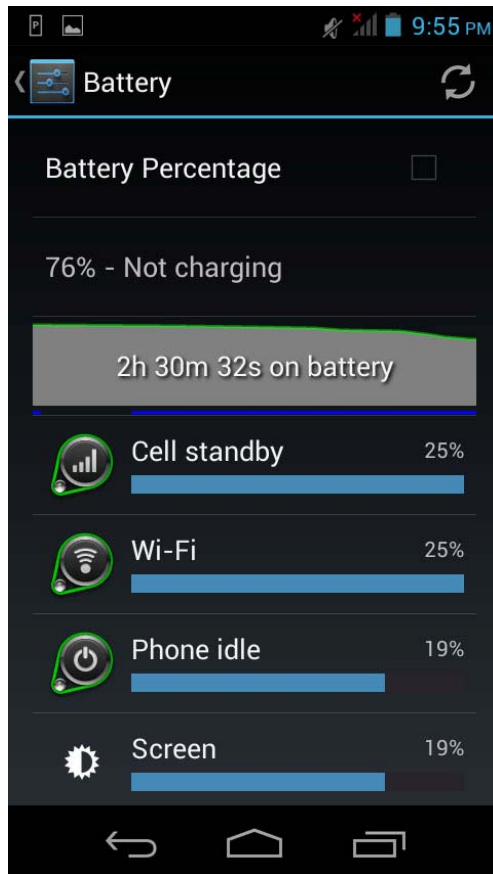 P
9:55 PM
Battery
Battery Percentage
76% - Not charging
2h 30m 32s on battery
Cell standby 25%
Wi-Fi 25%
Phone idle 19%
Screen 19%